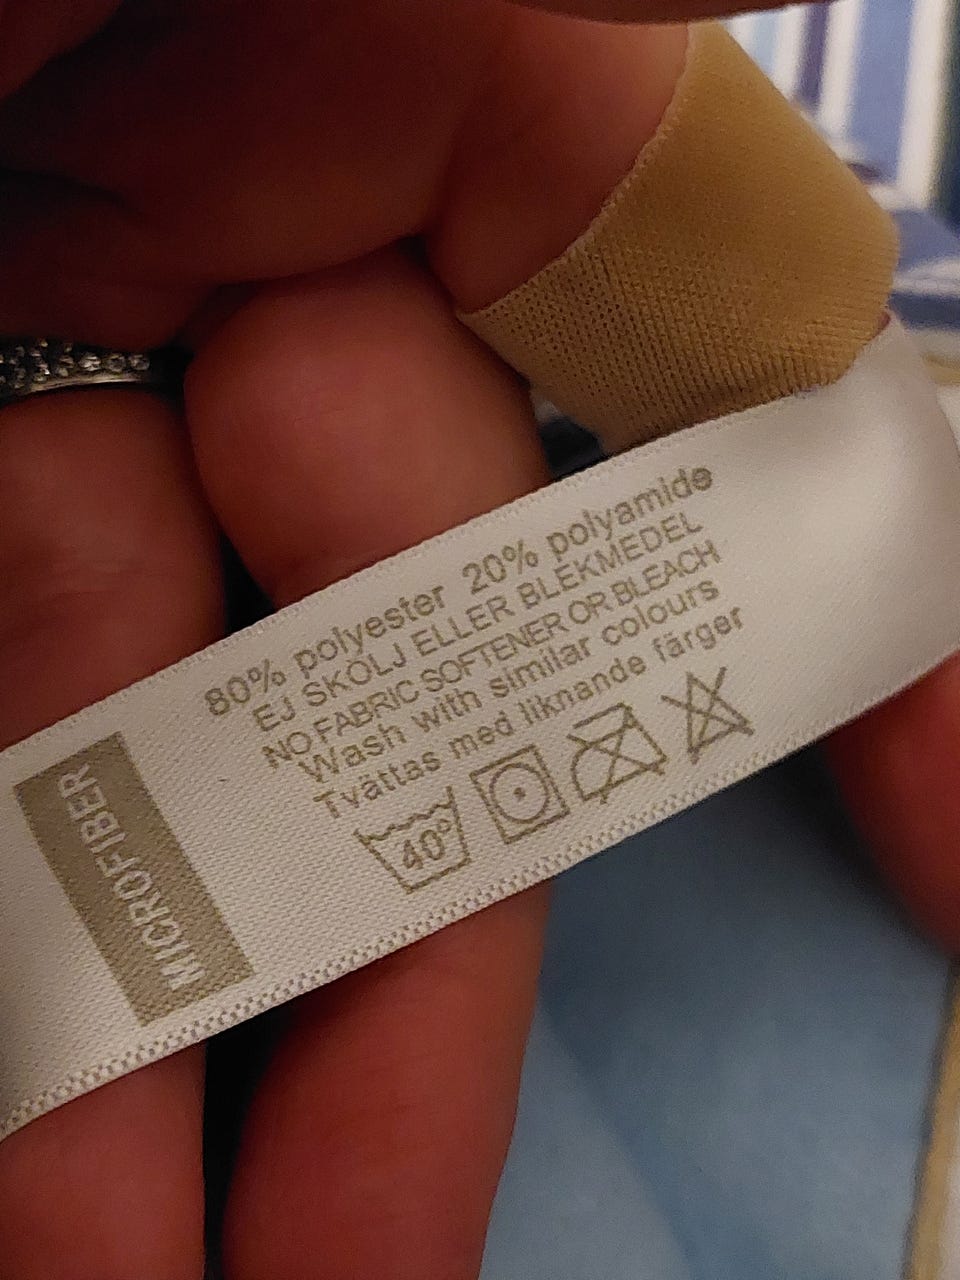 80% polyester 20% polyamide
EJ SKÖLJ ELLER BLEKMEDEL
NO FABRIC SOFTENER OR BLEACH
Wash with similar colours
Tvättas med liknande färger
40°
MICROFIBER